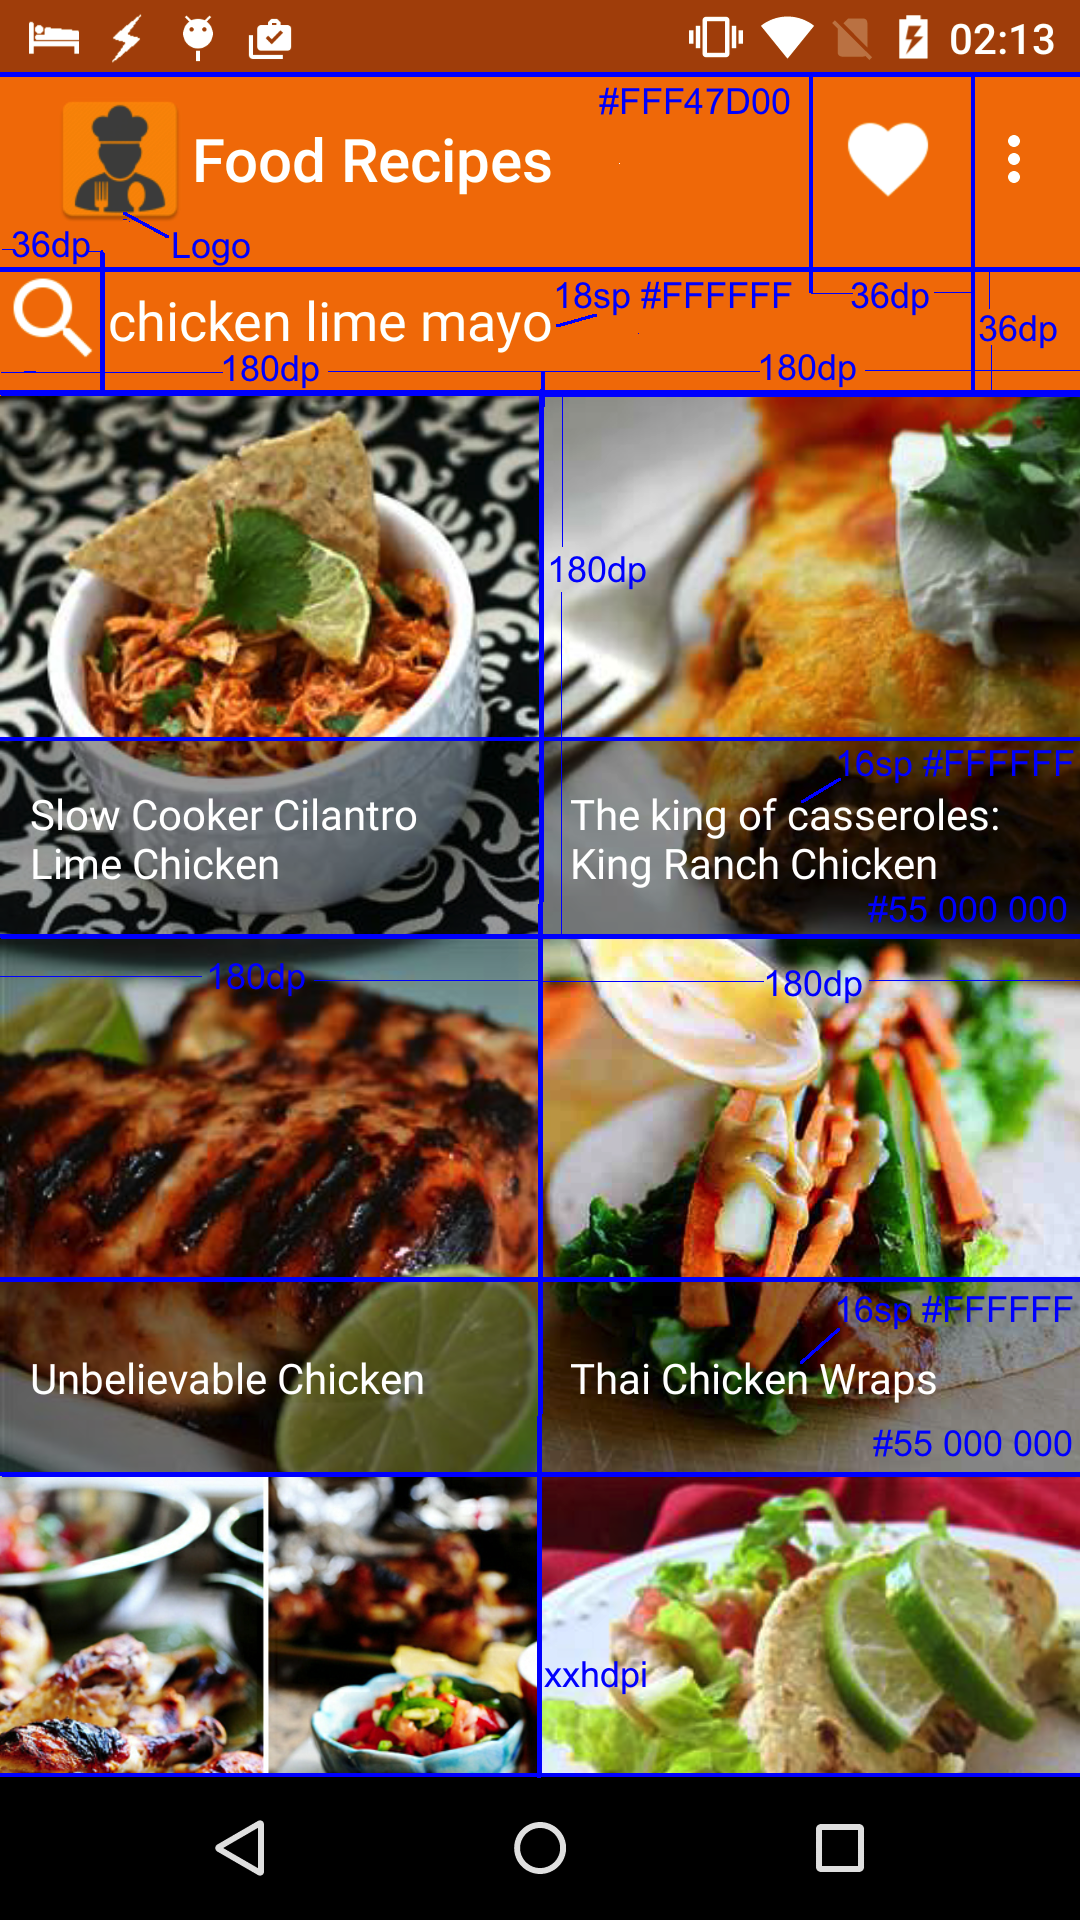 02:13
#FFF47D00
Food Recipes
36dp
Logo
18sp #FFFFFF
36dp
chicken lime mayo
36dp
180dp
180dp
180dp
16sp #FFFFFF
Slow Cooker Cilantro
Lime Chicken
The king of casseroles:
King Ranch Chicken
#55 000 000
180dp
180dp
16sp #FFFFFF
Unbelievable Chicken
Thai Chicken Wraps
#55 000 000
xxhdpi